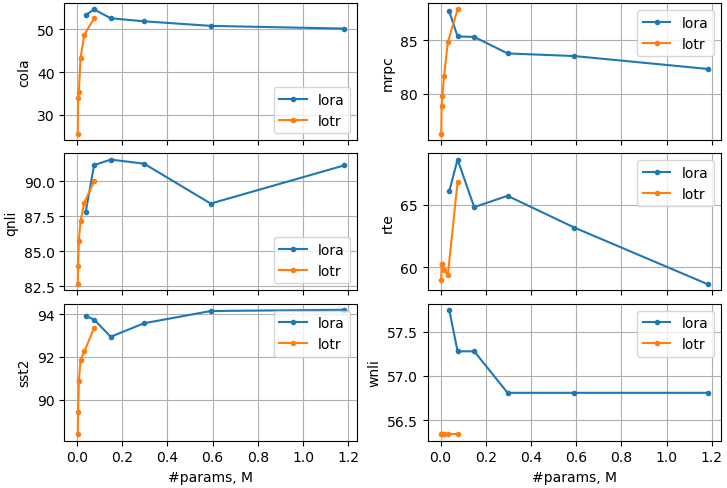 cola
50
40
30
lora
lotr
mrpc
85
80
lora
lotr
qnli
90.0
87.5
85.0
82.5
lora
lotr
rte
65
60
lora
lotr
sst2
94
92
90
lora
lotr
0.0 0.2 0.4 0.6 0.8 1.0 1.2
#params, M
wnli
57.5
57.0
56.5
lora
lotr
0.0 0.2 0.4 0.6 0.8 1.0 1.2
#params, M